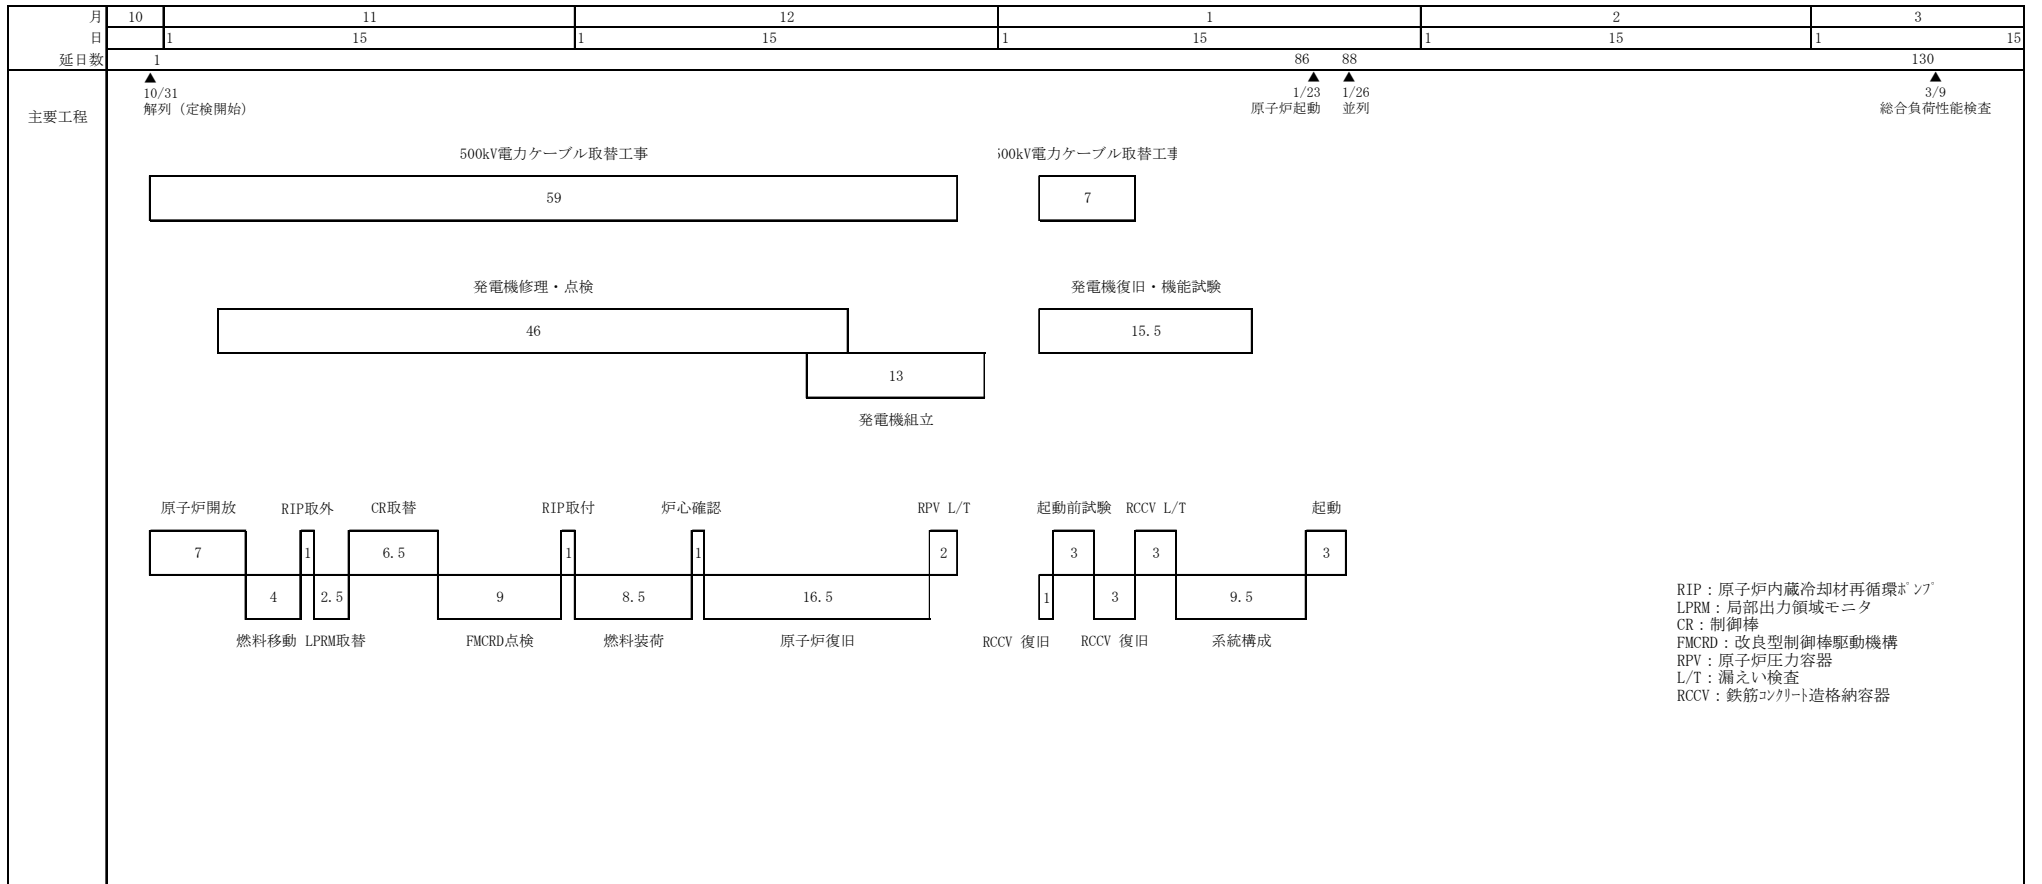 月 10 11 12 1 2 3
日 1 15 1 15 1 15 1 15 1 15
延日数 1 86 88 130
主要工程
▲ ▲ ▲ ▲
10/31 1/23 1/26 3/9
解列（定検開始） 原子炉起動 並列 総合負荷性能検査
500kV電力ケーブル取替工事 500kV電力ケーブル取替工事
59 7
発電機修理・点検 発電機復旧・機能試験
46 15.5
13
発電機組立
原子炉開放 RIP取外 CR取替 RIP取付 炉心確認 RPV L/T 起動前試験 RCCV L/T 起動
7 1 6.5 1 1 2 3 3 3
4 2.5 9 8.5 16.5 1 3 9.5
燃料移動 LPRM取替 FMCRD点検 燃料装荷 原子炉復旧 RCCV 復旧 RCCV 復旧 系統構成
RIP：原子炉内蔵冷却材再循環ﾎﾟﾝﾌﾟ
LPRM：局部出力領域モニタ
CR：制御棒
FMCRD：改良型制御棒駆動機構
RPV：原子炉圧力容器
L/T：漏えい検査
RCCV：鉄筋ｺﾝｸﾘｰﾄ造格納容器